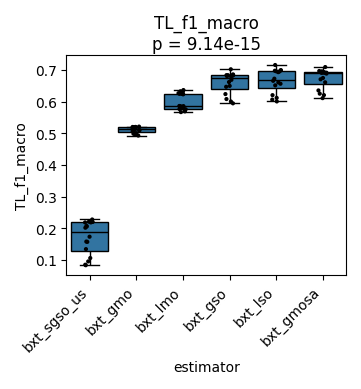 TL_f1_macro
p = 9.14e-15
TL_f1_macro
0.7
0.6
0.5
0.4
0.3
0.2
0.1
bxt_sgso_us
bxt_gmo
bxt_lmo
bxt_gso
bxt_lso
bxt_gmosa
estimator